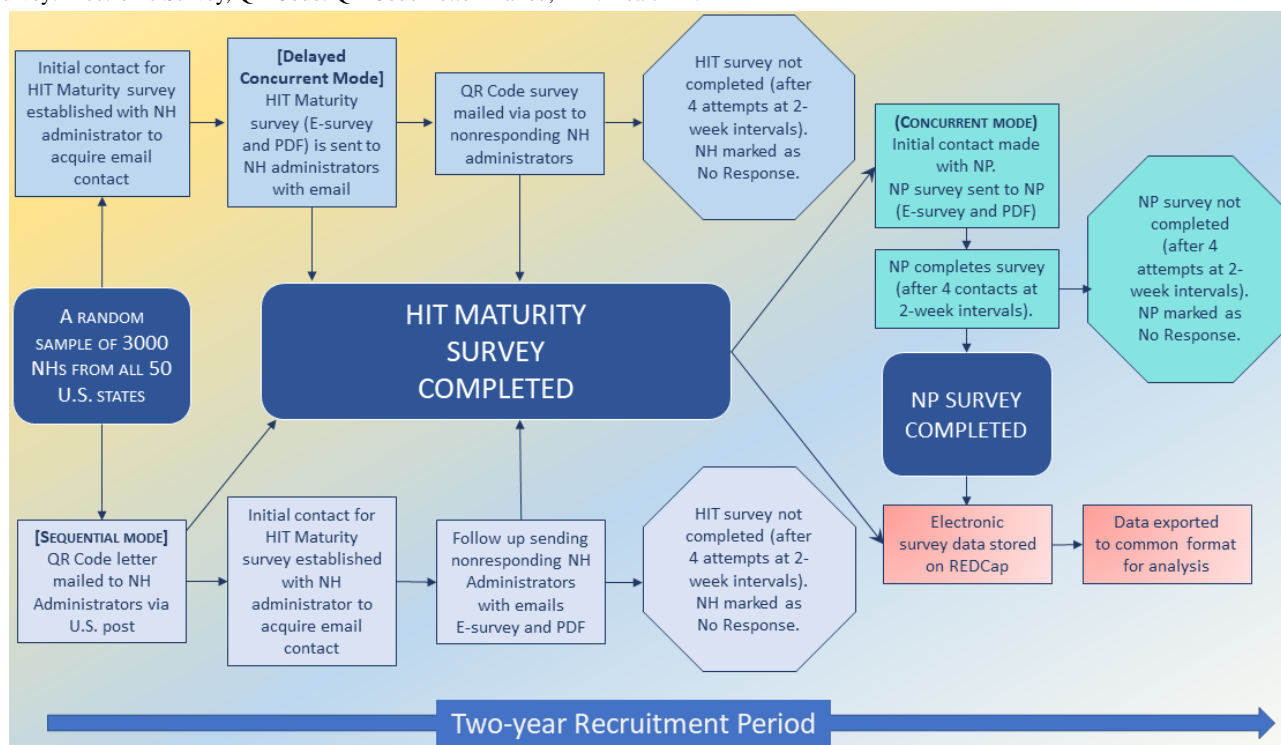 Initial contact for
HIT Maturity survey
established with NH
administrator to
acquire email
contact
[Delayed
Concurrent Mode]
HIT Maturity
survey (E-survey
and PDF) is sent to
NH administrators
with email
QR Code survey
mailed via post to
nonresponding NH
administrators
HIT survey not
completed (after
4 attempts at 2-
week intervals).
NH marked as
No Response.
(CONCURRENT MODE)
Initial contact made
with NP.
NP survey sent to NP
(E-survey and PDF)
NP survey not
completed
(after 4
attempts at 2-
week intervals).
NP marked as
No Response.
NP completes survey
(after 4 contacts at
2-week intervals).
A RANDOM
SAMPLE OF 3000
NHS FROM ALL 50
U.S. STATES
HIT MATURITY
SURVEY
COMPLETED
NP SURVEY
COMPLETED
[SEQUENTIAL MODE]
QR Code letter
mailed to NH
Administrators via
U.S. post
Initial contact for
HIT Maturity
survey established
with NH
administrator to
acquire email
contact
Follow up sending
nonresponding NH
Administrators
with emails
E-survey and PDF
HIT survey not
completed (after
4 attempts at 2-
week intervals).
NH marked as
No Response.
Electronic
survey data stored
on REDCap
Data exported
to common format
for analysis
Two-year Recruitment Period